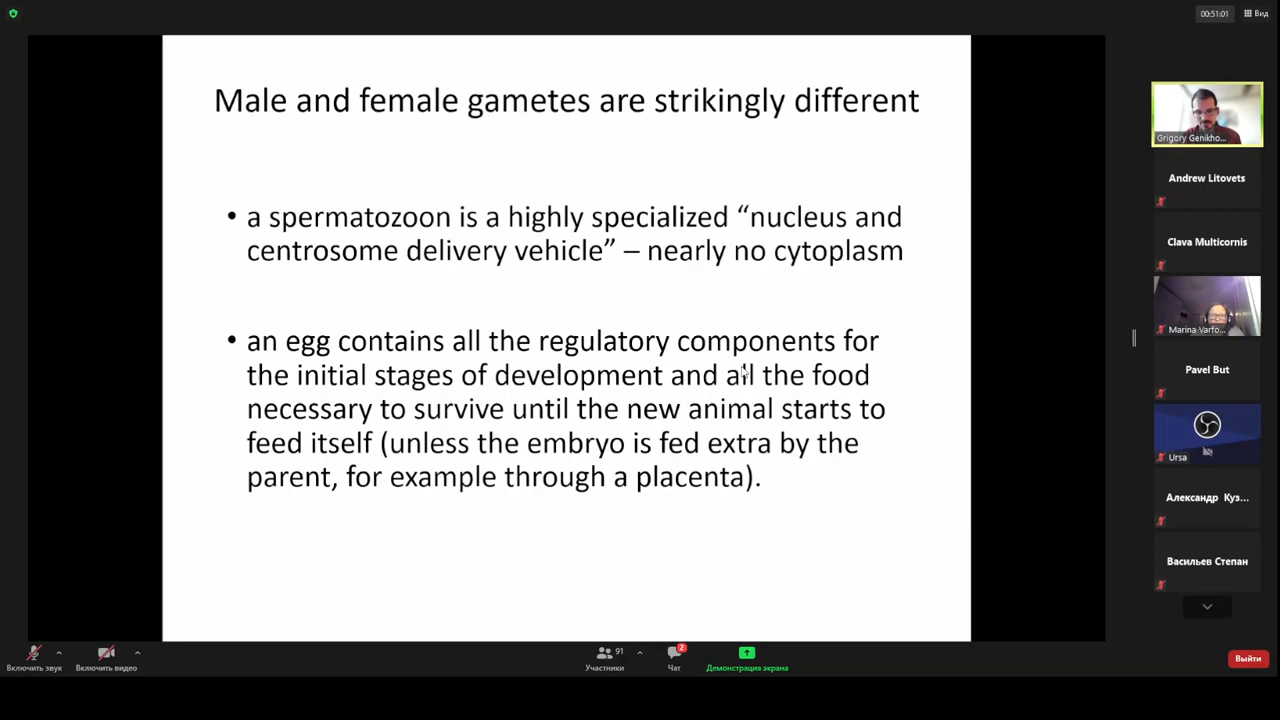 00:51:01
Вид
Male and female gametes are strikingly different
• a spermatozoon is a highly specialized “nucleus and
centrosome delivery vehicle” – nearly no cytoplasm
• an egg contains all the regulatory components for
the initial stages of development and all the food
necessary to survive until the new animal starts to
feed itself (unless the embryo is fed extra by the
parent, for example through a placenta).
Grigory Genikho...
Andrew Litovets
Clava Multicornis
Marina Varfo...
Pavel But
Ursa
Александр Куз...
Васильев Степан
Включить звук
Включить видео
91
Участники
2
Чат
Демонстрация экрана
Выйти